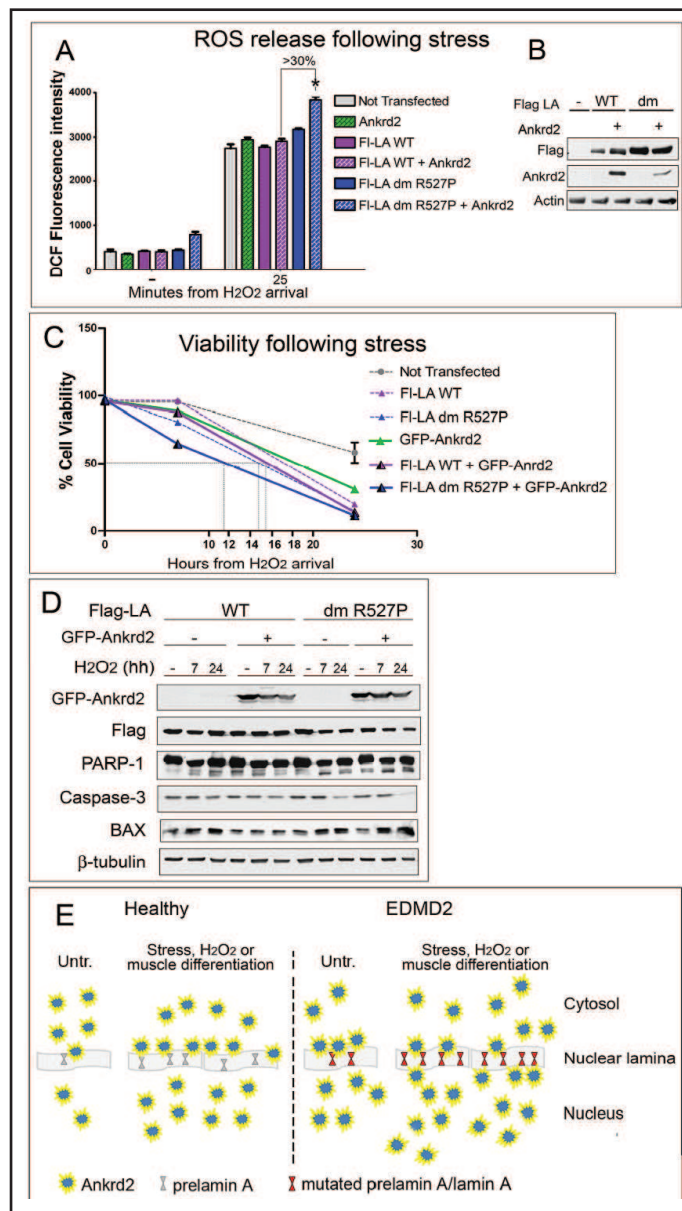 A
ROS release following stress
B
DCF Fluorescence intensity
4000
3000
2000
1000
0
>30%
*
-
25
Minutes from H2O2 arrival
Not Transfected
Ankrd2
Fl-LA WT
Fl-LA WT + Ankrd2
Fl-LA dm R527P
Fl-LA dm R527P + Ankrd2
Flag LA - WT dm
Ankrd2 + +
Flag
Ankrd2
Actin
C
Viability following stress
% Cell Viability
150
100
50
0
0 10 12 14 16 18 20 30
Hours from H2O2 arrival
Not Transfected
Fl-LA WT
Fl-LA dm R527P
GFP-Ankrd2
Fl-LA WT + GFP-Anrd2
Fl-LA dm R527P + GFP-Ankrd2
D
Flag-LA WT dm R527P
GFP-Ankrd2 - + - +
H2O2 (hh) - 7 24 - 7 24 - 7 24 - 7 24
GFP-Ankrd2
Flag
PARP-1
Caspase-3
BAX
β-tubulin
E
Healthy
EDMD2
Untr.
Stress, H2O2 or
muscle differentiation
Untr.
Stress, H2O2 or
muscle differentiation
Cytosol
Nuclear lamina
Nucleus
Ankrd2
prelamin A
mutated prelamin A/lamin A